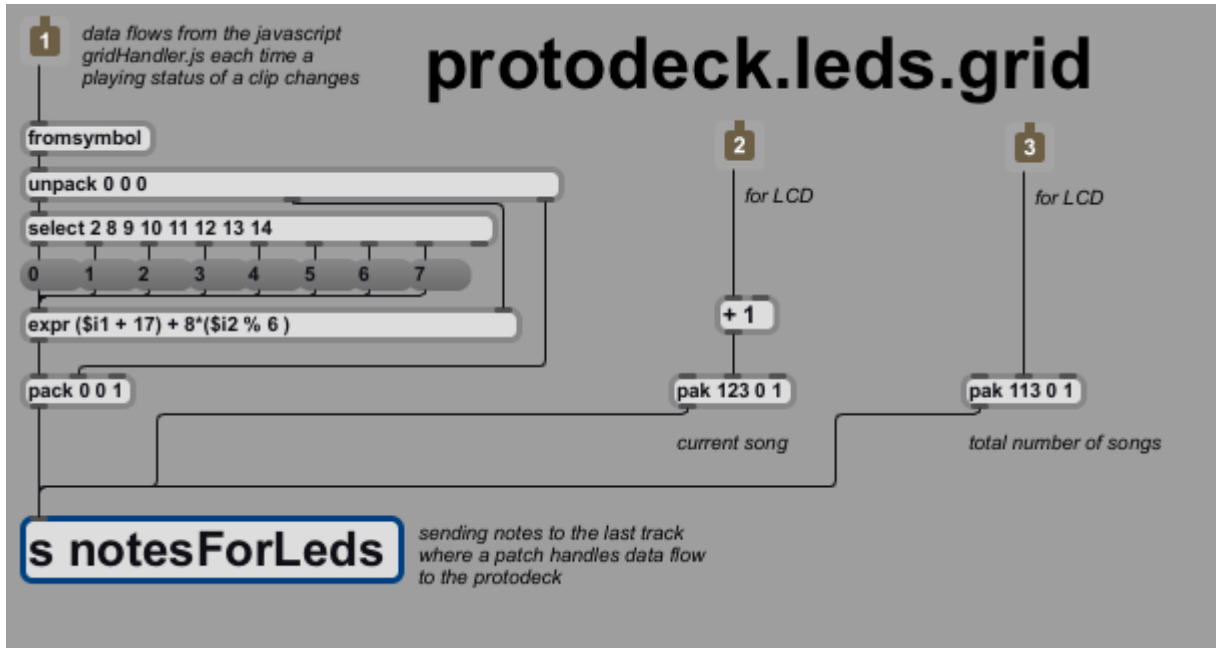 1
data flows from the javascript
gridHandler.js each time a
playing status of a clip changes
protodeck.leds.grid
fromsymbol
unpack 0 0 0
select 2 8 9 10 11 12 13 14
0 1 2 3 4 5 6 7
expr ($i1 + 17) + 8*($i2 % 6 )
pack 0 0 1
2
for LCD
+ 1
pak 123 0 1
current song
3
for LCD
pak 113 0 1
total number of songs
s notesForLeds
sending notes to the last track
where a patch handles data flow
to the protodeck